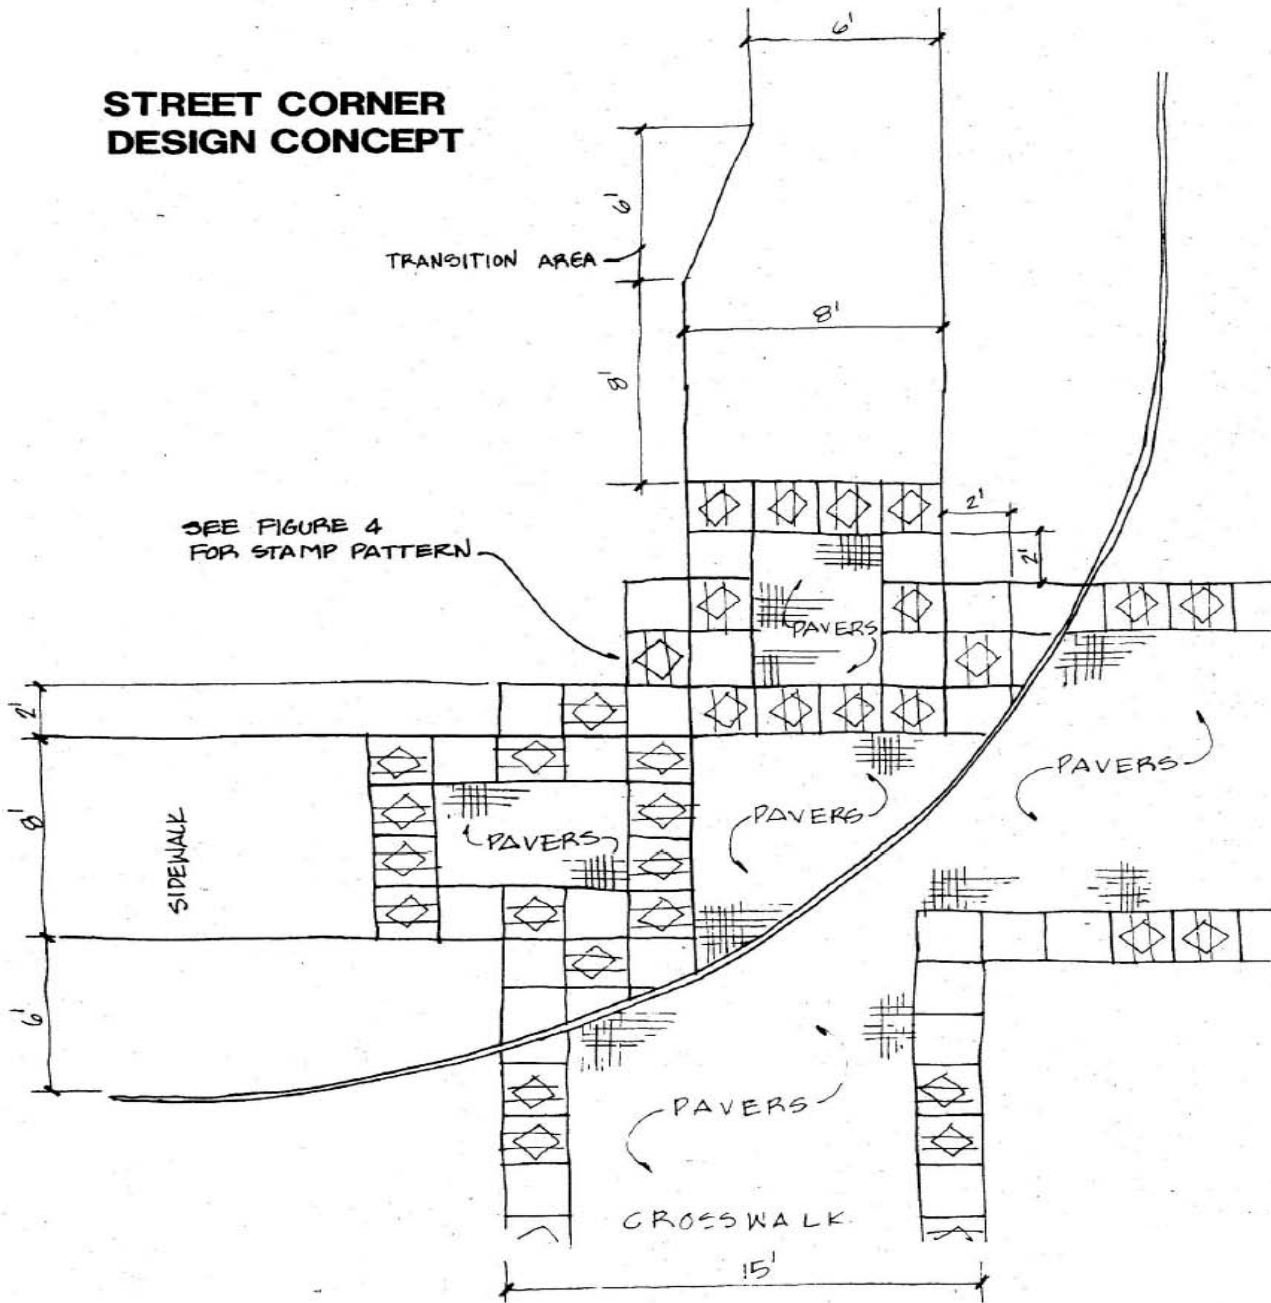 6'
STREET CORNER
DESIGN CONCEPT
6'
TRANSITION AREA
8'
8'
SEE FIGURE 4
FOR STAMP PATTERN
2'
2'
PAVERS
2'
PAVERS
8'
SIDEWALK
PAVERS
PAVERS
6'
PAVERS
CROSSWALK
15'